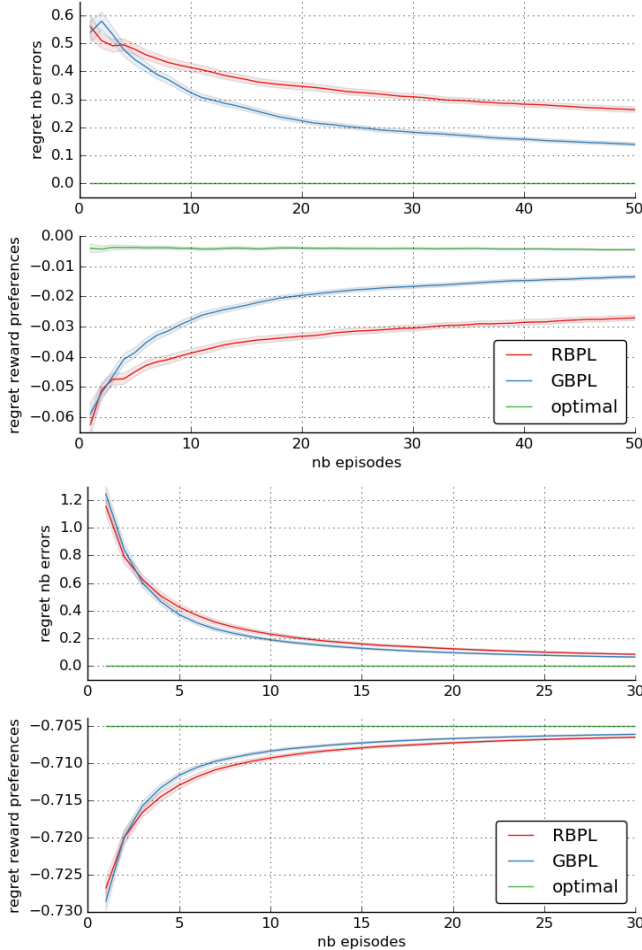 0.6
0.5
0.4
0.3
0.2
0.1
0.0
regret nb errors
0 10 20 30 40 50
0.00
−0.01
−0.02
−0.03
−0.04
−0.05
−0.06
regret reward preferences
RBPL
GBPL
optimal
0 10 20 30 40 50
nb episodes
1.2
1.0
0.8
0.6
0.4
0.2
0.0
regret nb errors
0 5 10 15 20 25 30
−0.705
−0.710
−0.715
−0.720
−0.725
−0.730
regret reward preferences
RBPL
GBPL
optimal
0 5 10 15 20 25 30
nb episodes